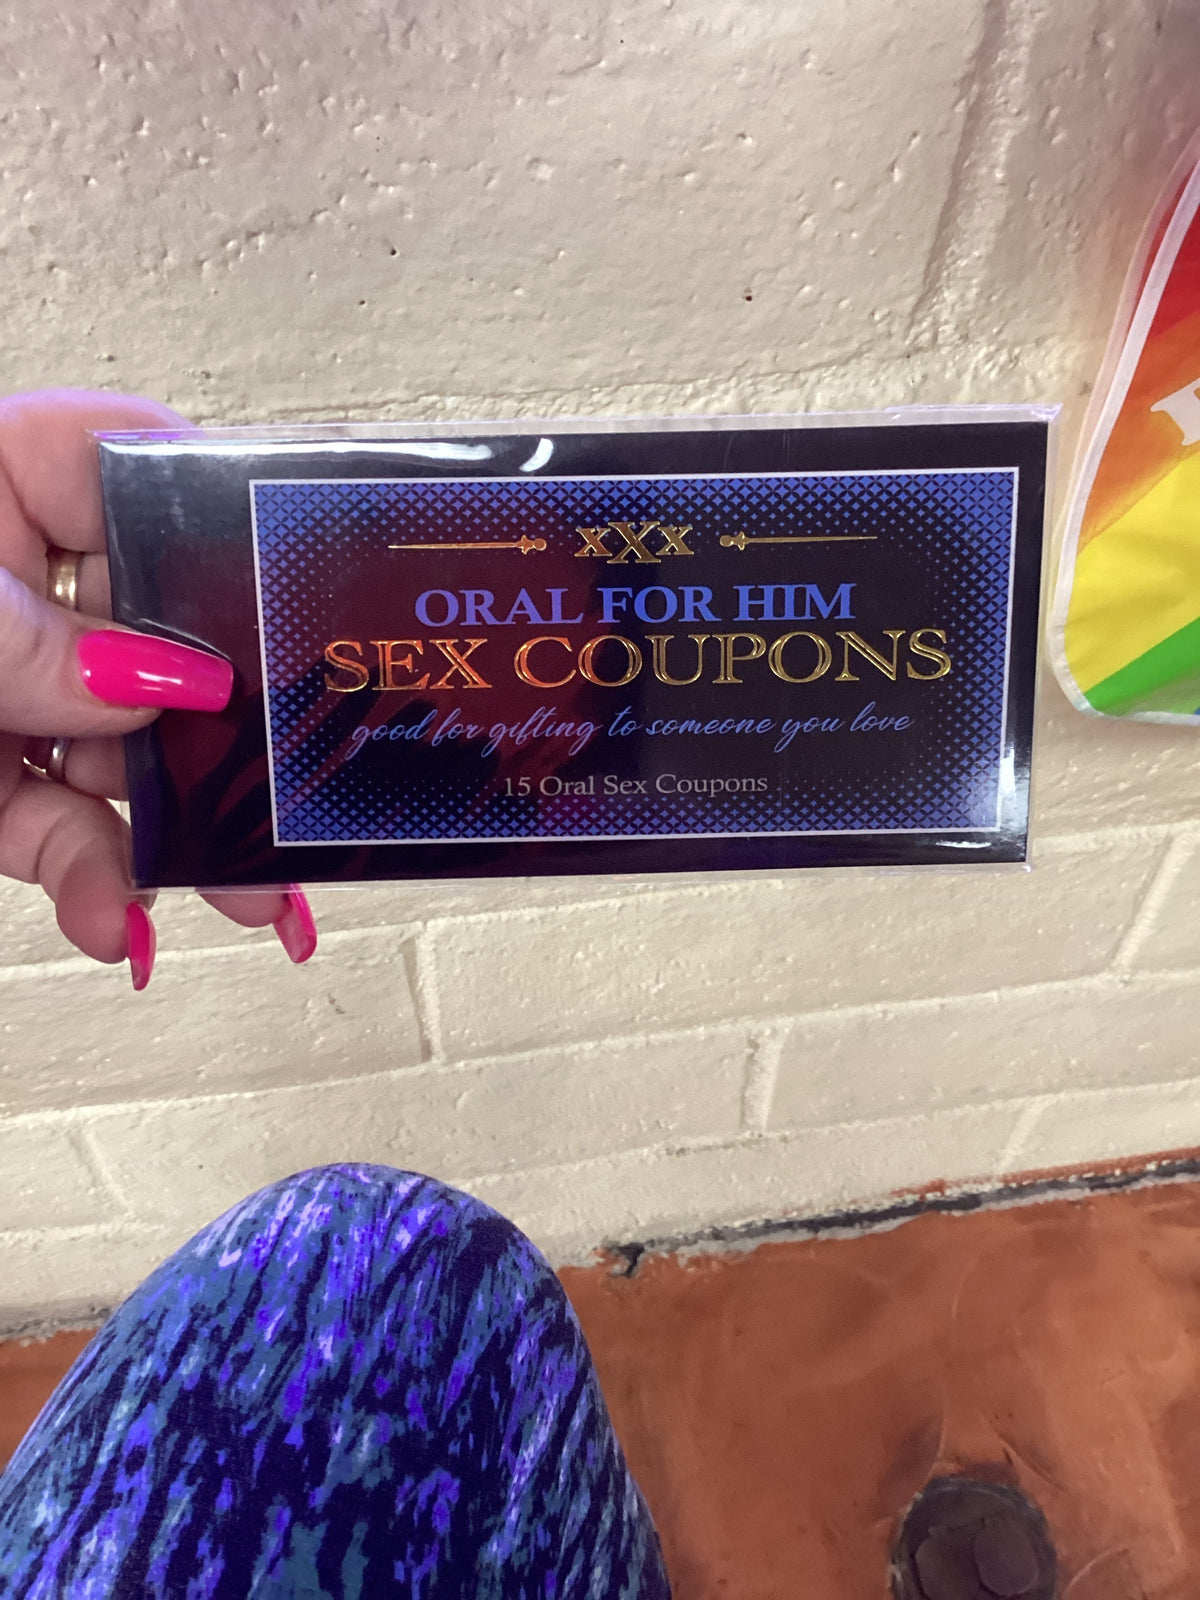 xXx
ORAL FOR HIM
SEX COUPONS
good for gifting to someone you love
15 Oral Sex Coupons